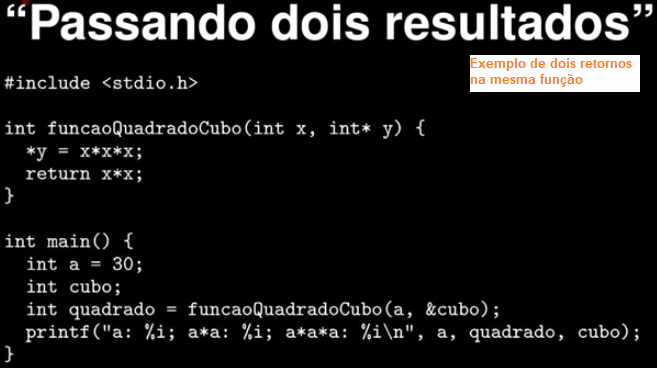 “Passando dois resultados”
Exemplo de dois retornos
na mesma função
#include <stdio.h>
int funcaoQuadradoCubo(int x, int* y) {
*y = x*x*x;
return x*x;
}
int main() {
int a = 30;
int cubo;
int quadrado = funcaoQuadradoCubo(a, &cubo);
printf("a: %i; a*a: %i; a*a*a: %i\n", a, quadrado, cubo);
}